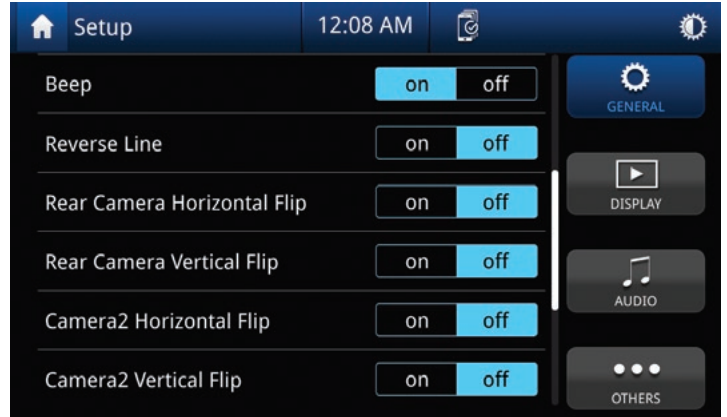 Setup 12:08 AM
Beep on off
GENERAL
Reverse Line on off
Rear Camera Horizontal Flip on off
DISPLAY
Rear Camera Vertical Flip on off
AUDIO
Camera2 Horizontal Flip on off
Camera2 Vertical Flip on off
OTHERS